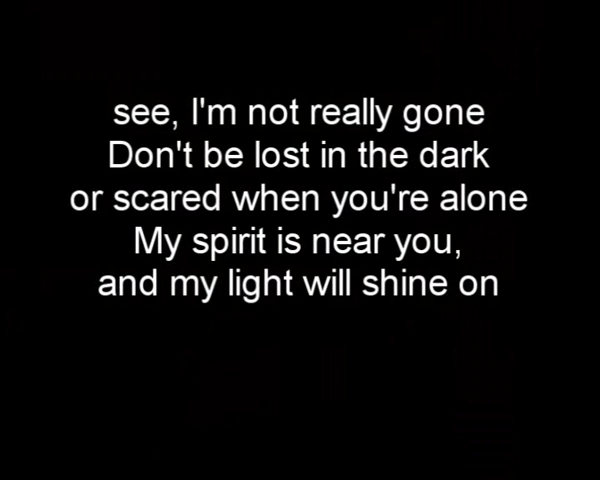 see, I'm not really gone
Don't be lost in the dark
or scared when you're alone
My spirit is near you,
and my light will shine on